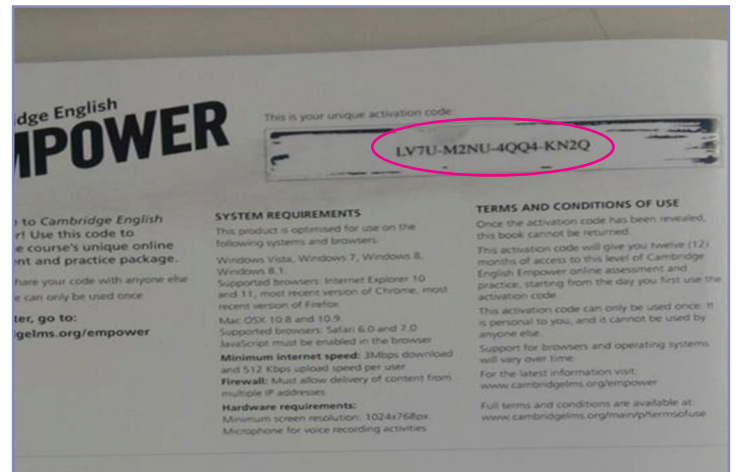 dge English
MPOWER
This is your unique activation code:
LV7U-M2NU-4QQ4-KN2Q
to Cambridge English
r! Use this code to
e course's unique online
nt and practice package.
hare your code with anyone else
e can only be used once
ter, go to:
dgelms.org/empower
SYSTEM REQUIREMENTS
This product is optimised for use on the
following systems and browsers:
Windows Vista, Windows 7, Windows 8,
Windows 8.1
Supported browsers: Internet Explorer 10
and 11, most recent version of Chrome, most
recent version of Firefox
Mac OSX 10.8 and 10.9
Supported browsers: Safari 6.0 and 7.0
JavaScript must be enabled in the browser
Minimum internet speed: 3Mbps download
and 512 Kbps upload speed per user
Firewall: Must allow delivery of content from
multiple IP addresses
Hardware requirements:
Minimum screen resolution: 1024x768px
Microphone for voice recording activities
TERMS AND CONDITIONS OF USE
Once the activation code has been revealed,
this book cannot be returned.
This activation code will give you twelve (12)
months of access to this level of Cambridge
English Empower online assessment and
practice, starting from the day you first use the
activation code.
This activation code can only be used once. It
is personal to you, and it cannot be used by
anyone else.
Support for browsers and operating systems
will vary over time.
For the latest information visit:
www.cambridgelms.org/empower
Full terms and conditions are available at:
www.cambridgelms.org/main/p/termsofuse